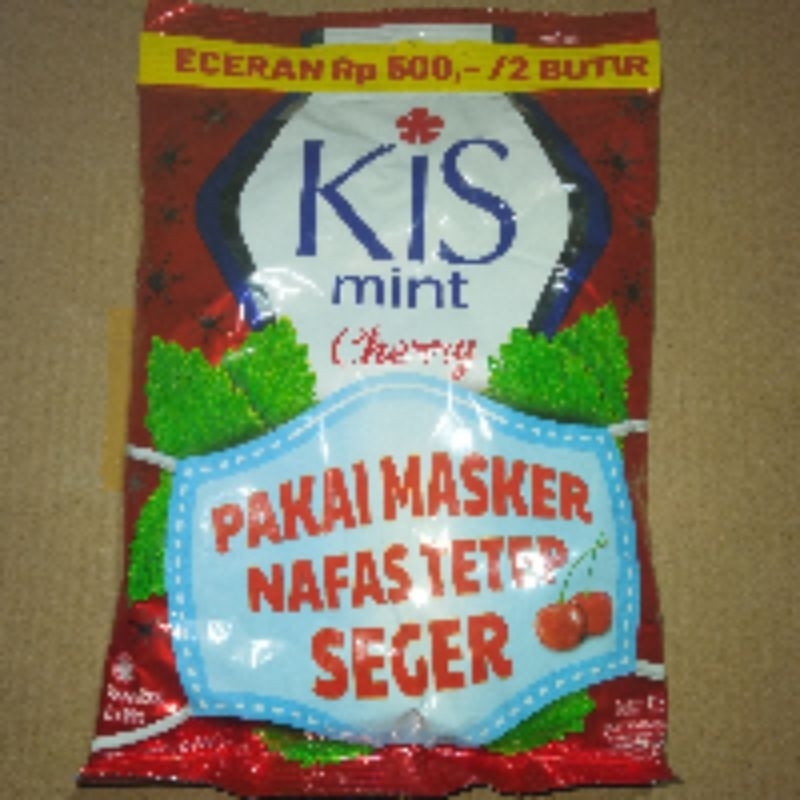 ECERAN Rp 500,- /2 BUTIR
KiS
mint
Cherry
PAKAI MASKER
NAFAS TETEP
SEGER